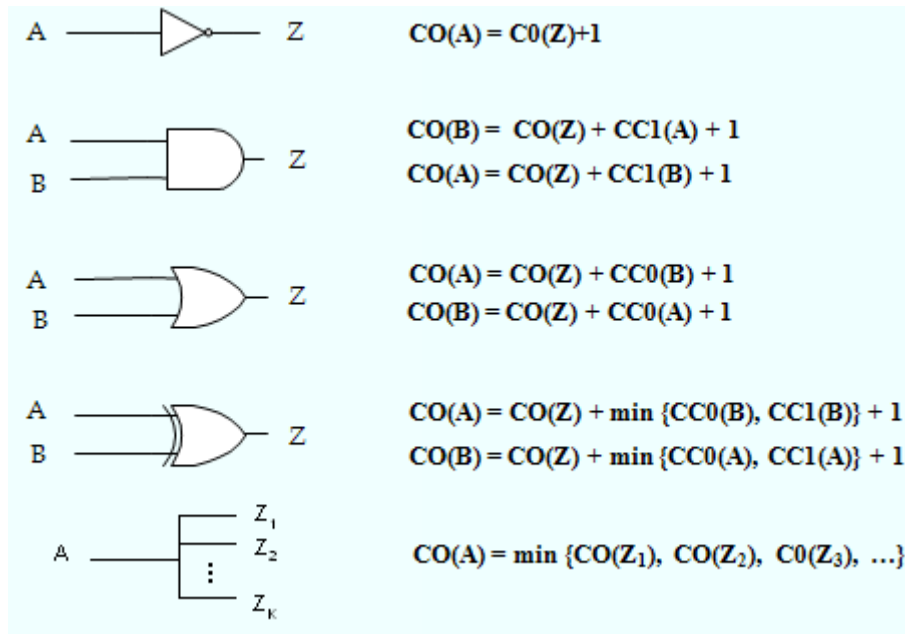 A Z CO(A) = C0(Z)+1
A CO(B) = CO(Z) + CC1(A) + 1
Z
B CO(A) = CO(Z) + CC1(B) + 1
A CO(A) = CO(Z) + CC0(B) + 1
Z
B CO(B) = CO(Z) + CC0(A) + 1
A CO(A) = CO(Z) + min {CC0(B), CC1(B)} + 1
Z
B CO(B) = CO(Z) + min {CC0(A), CC1(A)} + 1
Z1
A Z2 CO(A) = min {CO(Z1), CO(Z2), C0(Z3), ...}
⋮
ZK